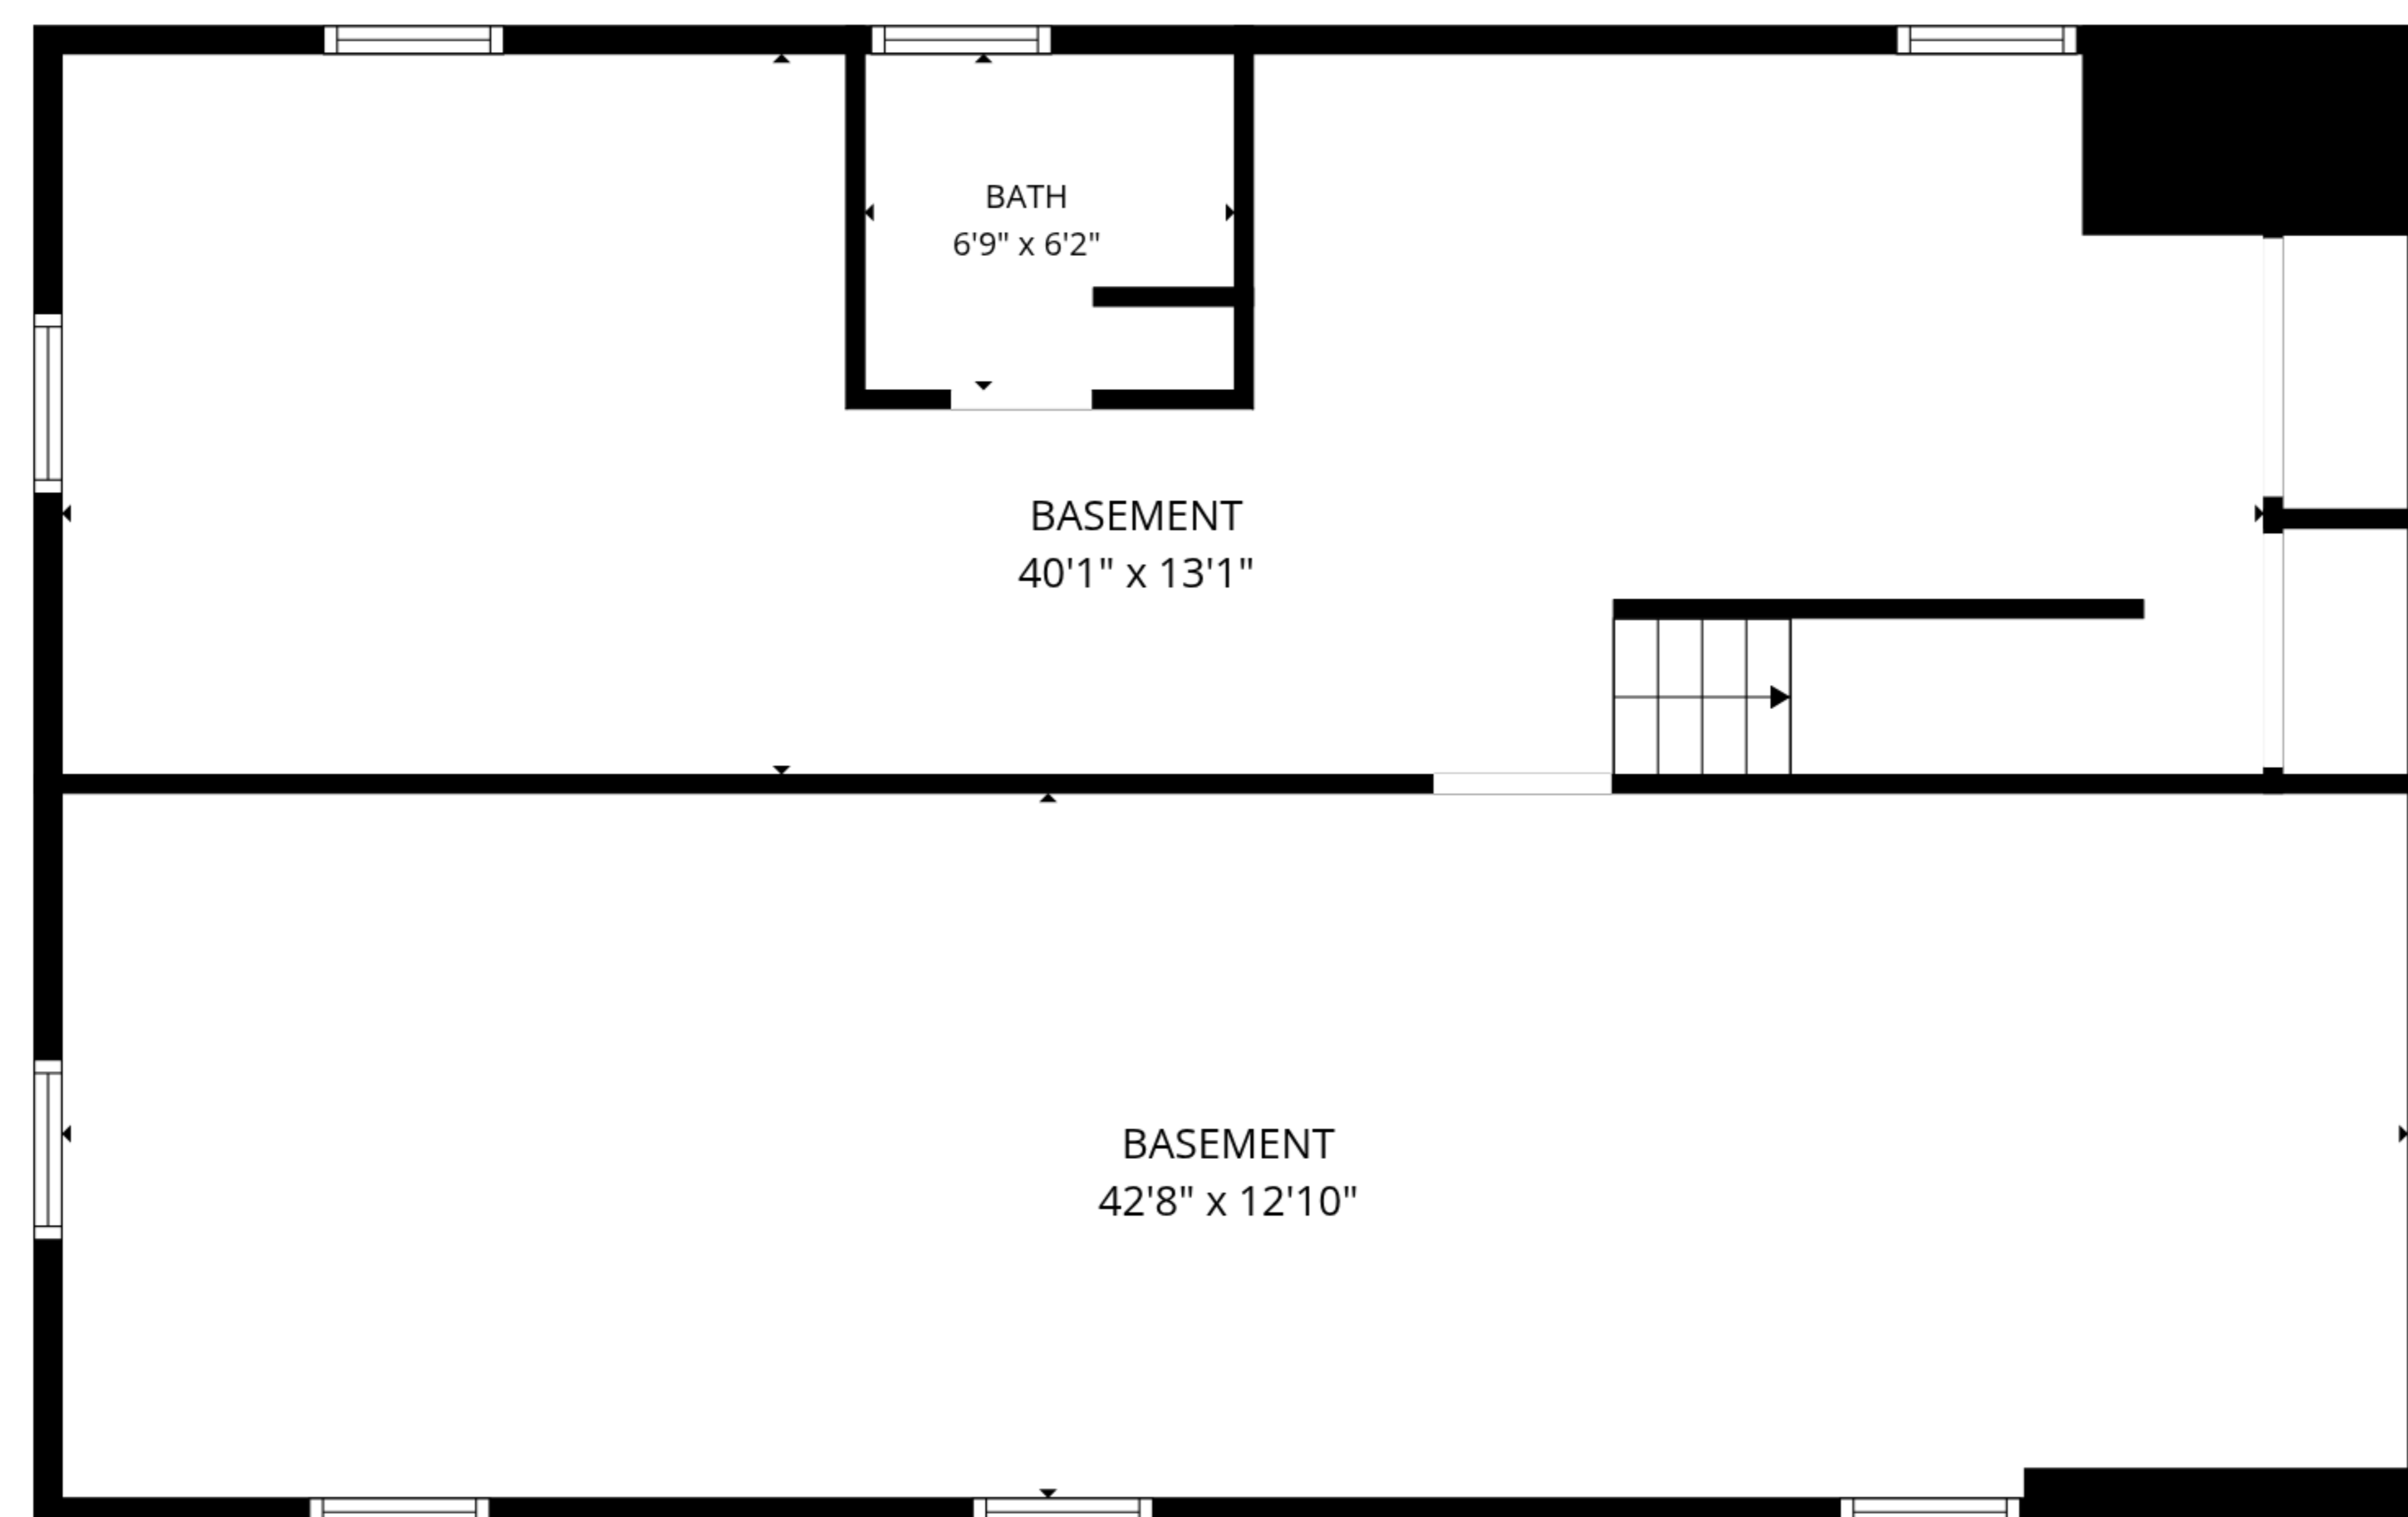 BATH
6'9" x 6'2"
BASEMENT
40'1" x 13'1"
BASEMENT
42'8" x 12'10"